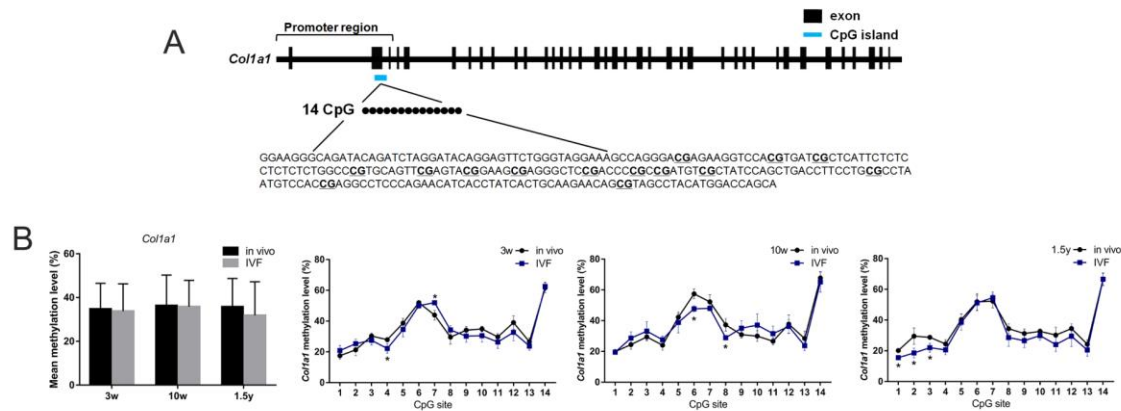 A
Promoter region
exon
CpG island
Col1a1
14 CpG
GGAAGGGCAGATACAGATCTAGGATACAGGAGTTCTGGGTAGGAAAGCCAGGGACGAGAAGGTCCACGTGATCGCTCATTCTCTC
CTCTCTCTGGCCCGTGCAGTTCGAGTACGGAAGCGAGGGCTCCGACCCCGCCGATGTCGCTATCCAGCTGACCTTCCTGCGCCTA
ATGTCCACCGAGGCCTCCCAGAACATCACCTATCACTGCAAGAACAGCGTAGCCTACATGGACCAGCA
B
Col1a1
in vivo
IVF
Mean methylation level (%)
60
40
20
0
3w
10w
1.5y
3w
in vivo
IVF
Col1a1 methylation level (%)
80
60
40
20
0
*
*
1 2 3 4 5 6 7 8 9 10 11 12 13 14
CpG site
10w
in vivo
IVF
Col1a1 methylation level (%)
80
60
40
20
0
*
*
1 2 3 4 5 6 7 8 9 10 11 12 13 14
CpG site
1.5y
in vivo
IVF
Col1a1 methylation level (%)
80
60
40
20
0
* * *
1 2 3 4 5 6 7 8 9 10 11 12 13 14
CpG site